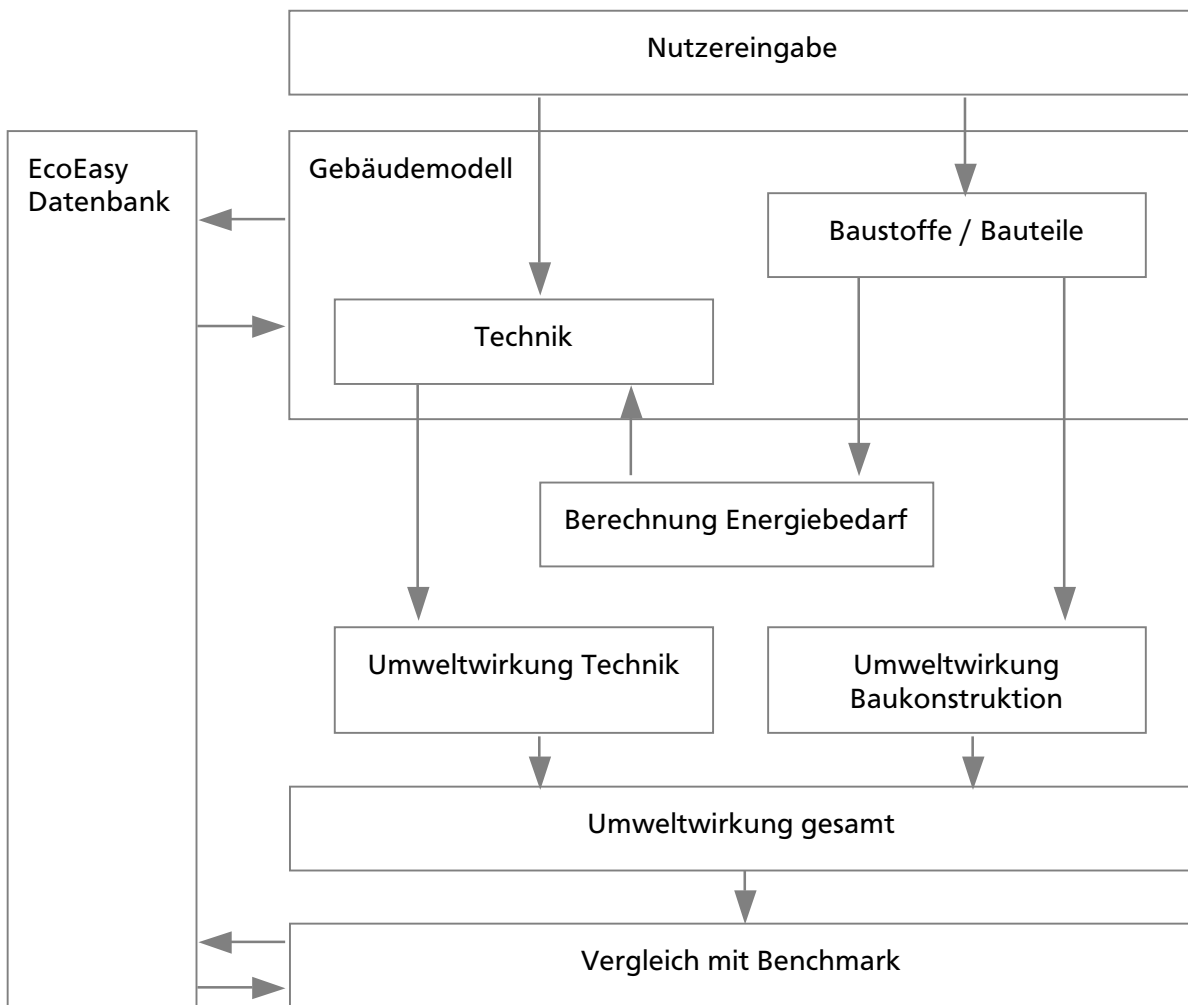 Nutzereingabe
EcoEasy
Datenbank
Gebäudemodell
Baustoffe / Bauteile
Technik
Berechnung Energiebedarf
Umweltwirkung Technik
Umweltwirkung
Baukonstruktion
Umweltwirkung gesamt
Vergleich mit Benchmark